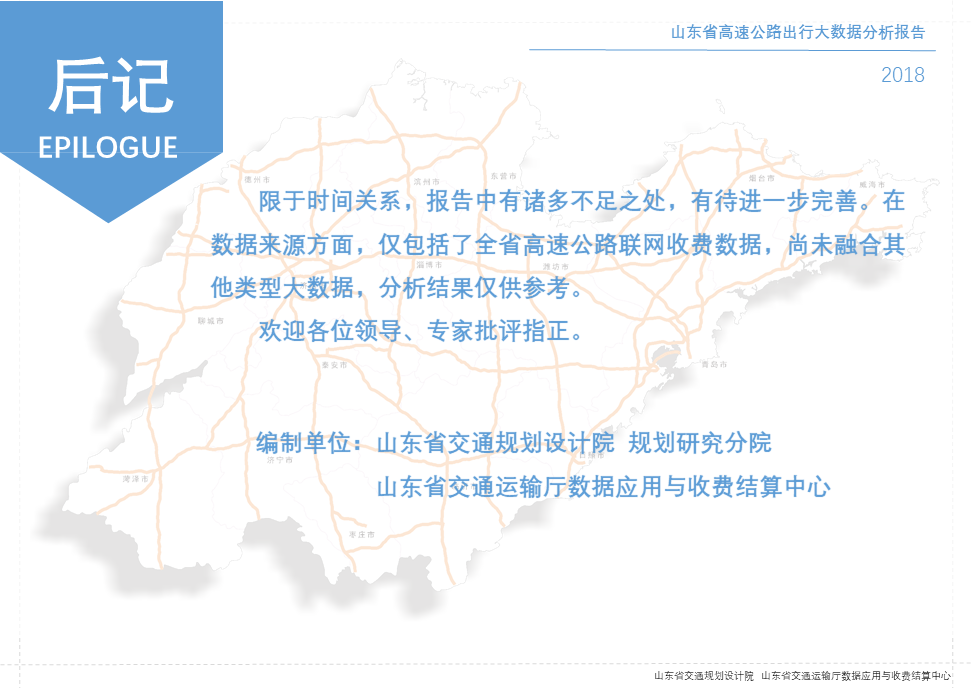 山东省高速公路出行大数据分析报告
2018
后记
EPILOGUE
限于时间关系，报告中有诸多不足之处，有待进一步完善。在
数据来源方面，仅包括了全省高速公路联网收费数据，尚未融合其
他类型大数据，分析结果仅供参考。
欢迎各位领导、专家批评指正。
编制单位：山东省交通规划设计院 规划研究分院
山东省交通运输厅数据应用与收费结算中心
德州市
滨州市
东营市
烟台市
威海市
淄博市
潍坊市
聊城市
泰安市
青岛市
济宁市
日照市
菏泽市
枣庄市
山东省交通规划设计院 山东省交通运输厅数据应用与收费结算中心